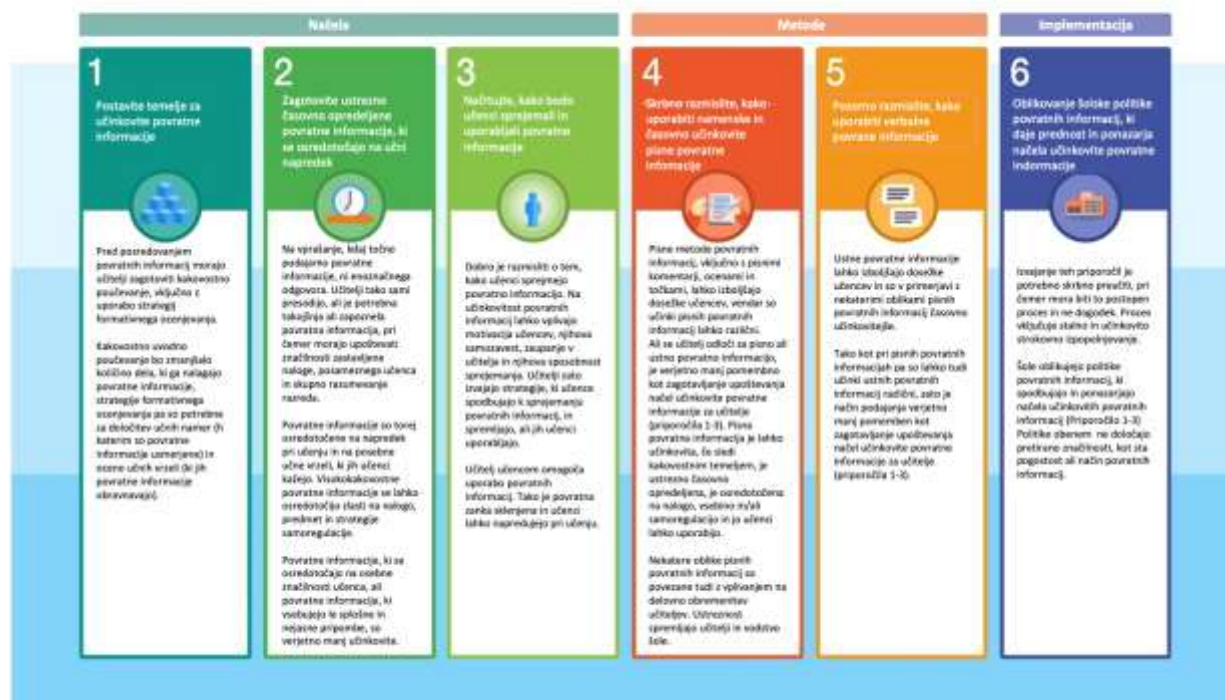 Načela
Metode
Implementacija
1
Postavite temelje za
učinkovite povratne
informacije
Pred posredovanjem
povratnih informacij morajo
učitelji zagotoviti kakovostno
poučevanje, vključno z
uporabo strategij
formativnega ocenjevanja.
Kakovostno uvodno
poučevanje bo zmanjšalo
količino dela, ki ga nalagajo
povratne informacije,
strategije formativnega
ocenjevanja pa so potrebne
za določitev učnih namer (h
katerim so povratne
informacije usmerjene) in
oceno učnih vrzeli (ki jih
povratne informacije
obravnavajo).
2
Zagotovite ustrezno
časovno opredeljene
povratne informacije, ki
se osredotočajo na učni
napredek
Na vprašanje, kdaj točno
podajamo povratne
informacije, ni enoznačnega
odgovora. Učitelji tako sami
presodijo, ali je potrebna
takojšnja ali zapoznela
povratna informacija, pri
čemer morajo upoštevati
značilnosti zastavljene
naloge, posameznega učenca
in skupno razumevanje
razreda.
Povratne informacije so torej
osredotočene na napredek
pri učenju in na posebne
učne vrzeli, ki jih učenci
kažejo. Visokokakovostne
povratne informacije se lahko
osredotočijo zlasti na nalogo,
predmet in strategije
samoregulacije.
Povratne informacije, ki se
osredotočajo na osebne
značilnosti učenca, ali
povratne informacije, ki
vsebujejo le splošne in
nejasne pripombe, so
verjetno manj učinkovite.
3
Načrtujte, kako bodo
učenci sprejemali in
uporabljali povratne
informacije
Dobro je razmisliti o tem,
kako učenci sprejmejo
povratno informacijo. Na
učinkovitost povratnih
informacij lahko vplivajo
motivacija učencev, njihova
samozavest, zaupanje v
učitelja in njihova sposobnost
sprejemanja. Učitelji zato
izvajajo strategije, ki učence
spodbujajo k sprejemanju
povratnih informacij, in
spremljajo, ali jih učenci
uporabljajo.
Učitelj učencem omogoča
uporabo povratnih
informacij. Tako je povratna
zanka sklenjena in učenci
lahko napredujejo pri učenju.
4
Skrbno razmislite, kako
uporabiti namenske in
časovno učinkovite
pisne povratne
infomacije
Pisne metode povratnih
informacij, vključno s pisnimi
komentarji, ocenami in
točkami, lahko izboljšajo
dosežke učencev, vendar so
učinki pisnih povratnih
informacij lahko različni.
Ali se učitelj odloči za pisno ali
ustno povratno informacijo,
je verjetno manj pomembno
kot zagotavljanje upoštevanja
načel učinkovite povratne
informacije za učitelje
(priporočila 1-3). Pisna
povratna informacija je lahko
učinkovita, če sledi
kakovostnim temeljem, je
ustrezno časovno
opredeljena, je osredotočena
na nalogo, vsebino in/ali
samoregulacijo in jo učenci
lahko uporabijo.
Nekatere oblike pisnih
povratnih informacij so
povezane tudi z vplivanjem na
delovno obremenitev
učiteljev. Ustreznost
spremljajo učitelji in vodstvo
šole.
5
Pozorno razmislite, kako
uporabiti verbalne
povrane informacije
Ustne povratne informacije
lahko izboljšajo dosežke
učencev in so v primerjavi z
nekaterimi oblikami pisnih
povratnih informacij časovno
učinkovitejše.
Tako kot pri pisnih povratnih
informacijah pa so lahko tudi
učinki ustnih povratnih
informacij različni, zato je
način podajanja verjetno
manj pomemben kot
zagotavljanje upoštevanja
načel učinkovite povratne
informacije za učitelje
(priporočila 1-3).
6
Oblikovanje šolske politike
povratnih informacij, ki
daje prednost in ponazarja
načela učinkovite povratne
indormacije
Izvajanje teh priporočil je
potrebno skrbno preučiti, pri
čemer mora biti to postopen
proces in ne dogodek. Proces
vključuje stalno in učinkovito
strokovno izpopolnjevanje.
Šole oblikujejo politike
povratnih informacij, ki
spodbujajo in ponazarjajo
načela učinkovitih povratnih
informacij (Priporočilo 1-3)
Politike obenem ne določajo
pretirano značilnosti, kot sta
pogostost ali način povratnih
informacij.